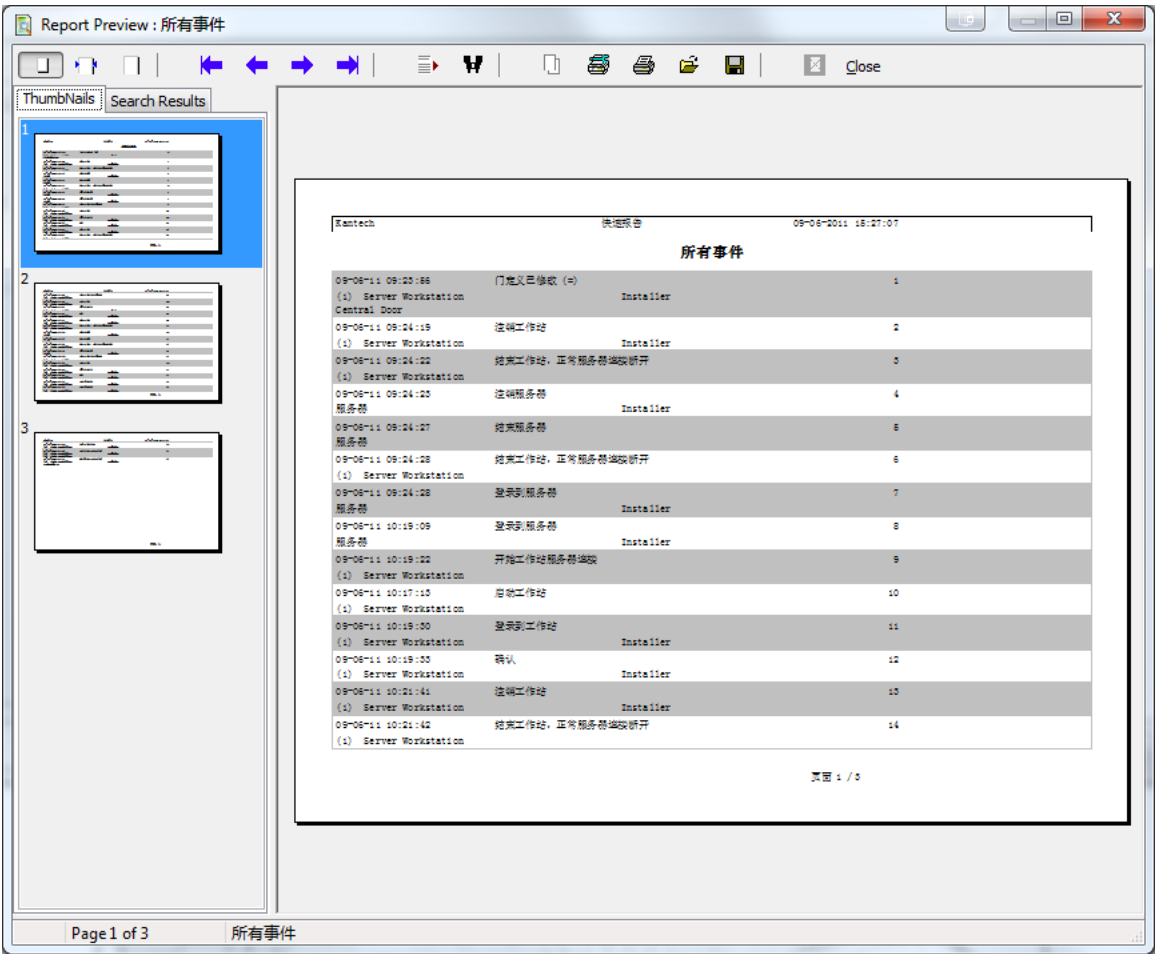 Report Preview : 所有事件
Close
ThumbNails Search Results
1
2
3
Kantech 快速报告 09-06-2011 15:27:07
所有事件
09-06-11 09:23:56 门定义已修改 (=) 1
(1) Server Workstation Installer
Central Door
09-06-11 09:24:19 注销工作站 2
(1) Server Workstation Installer
09-06-11 09:24:22 结束工作站，正常服务器连接断开 3
(1) Server Workstation
09-06-11 09:24:23 注销服务器 4
服务器 Installer
09-06-11 09:24:27 结束服务器 5
服务器
09-06-11 09:24:28 结束工作站，正常服务器连接断开 6
(1) Server Workstation
09-06-11 09:24:28 登录到服务器 7
服务器 Installer
09-06-11 10:19:09 登录到服务器 8
服务器 Installer
09-06-11 10:19:22 开始工作站服务器连接 9
(1) Server Workstation
09-06-11 10:17:13 启动工作站 10
(1) Server Workstation
09-06-11 10:19:30 登录到工作站 11
(1) Server Workstation Installer
09-06-11 10:19:33 确认 12
(1) Server Workstation Installer
09-06-11 10:21:41 注销工作站 13
(1) Server Workstation Installer
09-06-11 10:21:42 结束工作站，正常服务器连接断开 14
(1) Server Workstation
页面 1 / 3
Page 1 of 3 所有事件